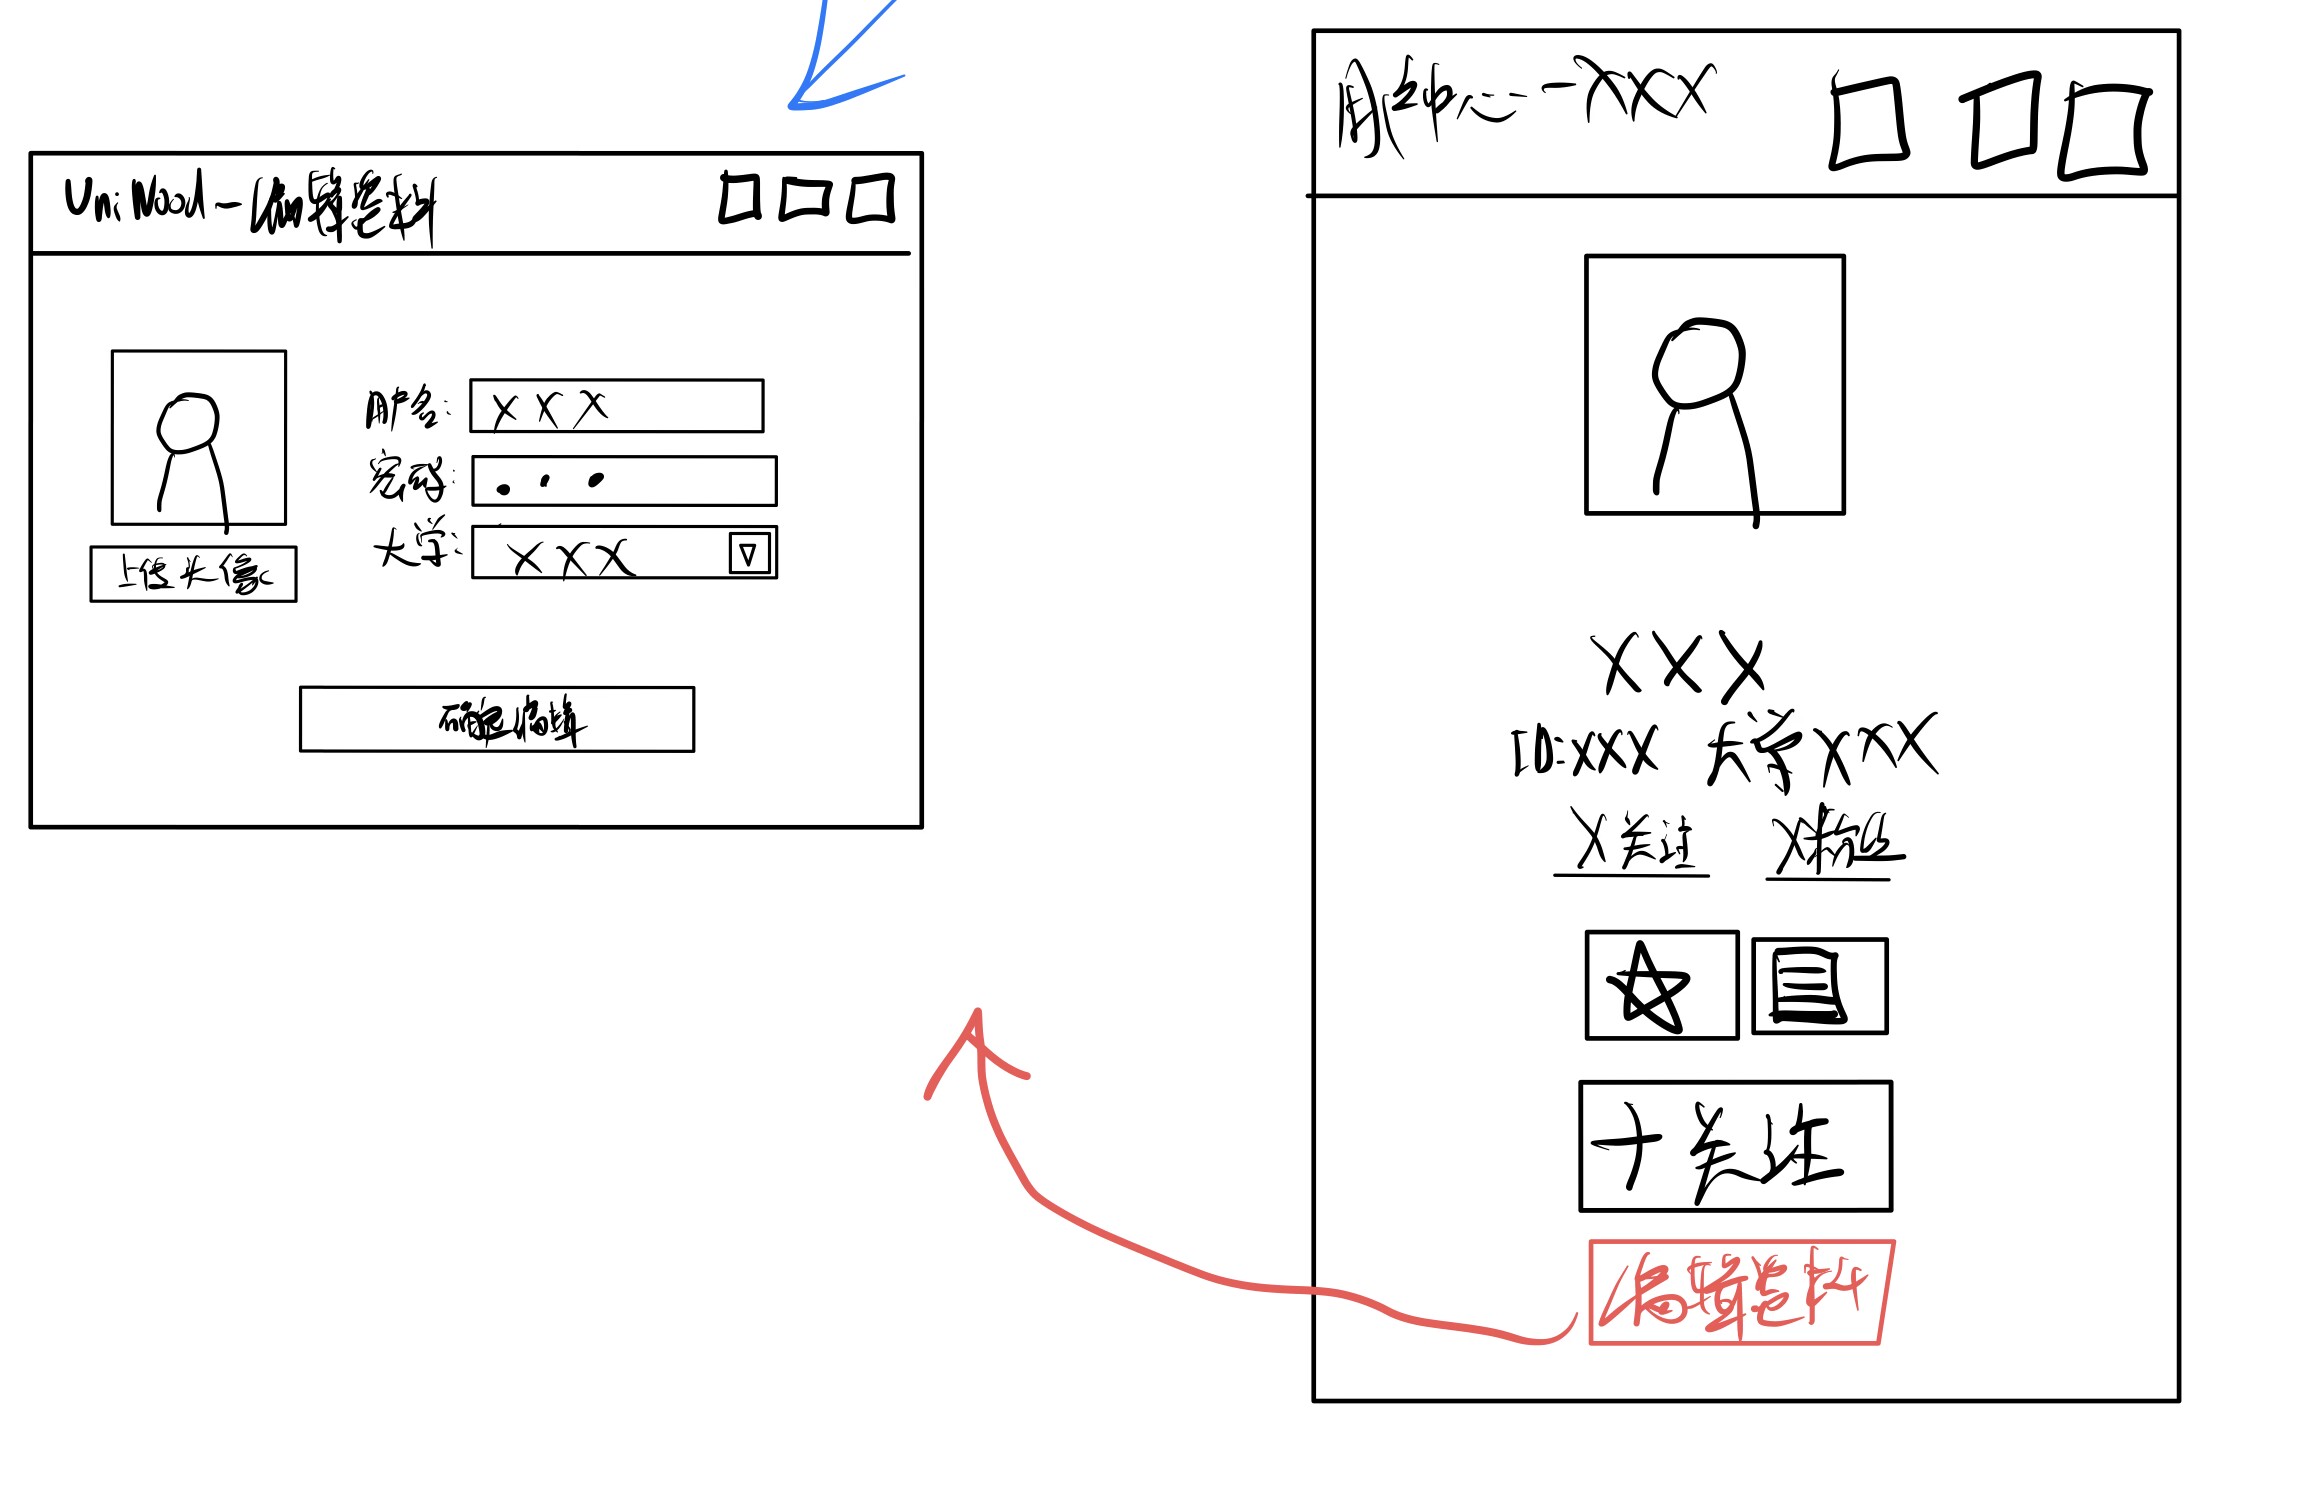 UniMod-编辑资料
用户名: XXX
密码: ...
大学: XXX
上传头像
确定编辑
用户中心-XXX
XXX
ID:XXX 大学XXX
X关注 X粉丝
+关注
编辑资料